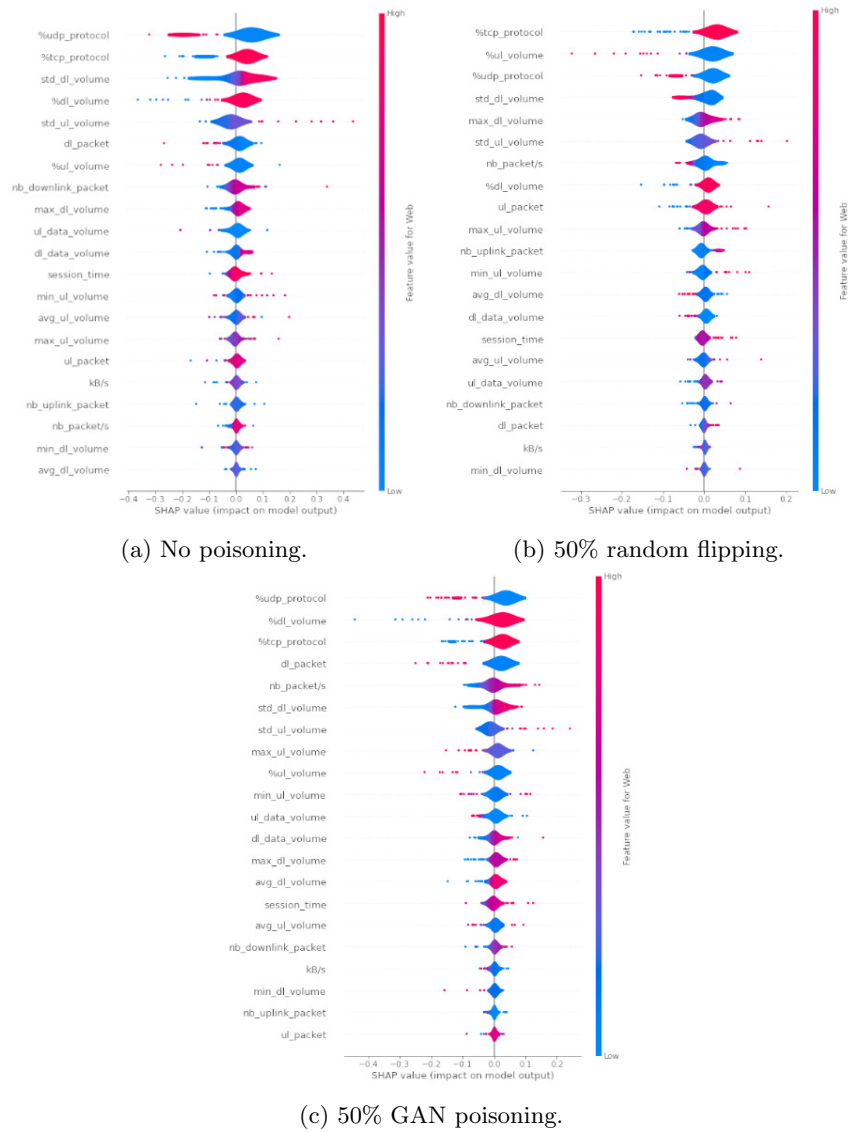 High
%udp_protocol
%tcp_protocol
std_dl_volume
%dl_volume
std_ul_volume
dl_packet
%ul_volume
nb_downlink_packet
max_dl_volume
ul_data_volume
dl_data_volume
session_time
min_ul_volume
avg_ul_volume
max_ul_volume
ul_packet
kB/s
nb_uplink_packet
nb_packet/s
min_dl_volume
avg_dl_volume
Feature value for Web
Low
−0.4 −0.3 −0.2 −0.1 0.0 0.1 0.2 0.3 0.4
SHAP value (impact on model output)
(a) No poisoning.
High
%tcp_protocol
%ul_volume
%udp_protocol
std_dl_volume
max_dl_volume
std_ul_volume
nb_packet/s
%dl_volume
ul_packet
max_ul_volume
nb_uplink_packet
min_ul_volume
avg_dl_volume
dl_data_volume
session_time
avg_ul_volume
ul_data_volume
nb_downlink_packet
dl_packet
kB/s
min_dl_volume
Feature value for Web
Low
−0.3 −0.2 −0.1 0.0 0.1 0.2
SHAP value (impact on model output)
(b) 50% random flipping.
High
%udp_protocol
%dl_volume
%tcp_protocol
dl_packet
nb_packet/s
std_dl_volume
std_ul_volume
max_ul_volume
%ul_volume
min_ul_volume
ul_data_volume
dl_data_volume
max_dl_volume
avg_dl_volume
session_time
avg_ul_volume
nb_downlink_packet
kB/s
min_dl_volume
nb_uplink_packet
ul_packet
Feature value for Web
Low
−0.4 −0.3 −0.2 −0.1 0.0 0.1 0.2
SHAP value (impact on model output)
(c) 50% GAN poisoning.